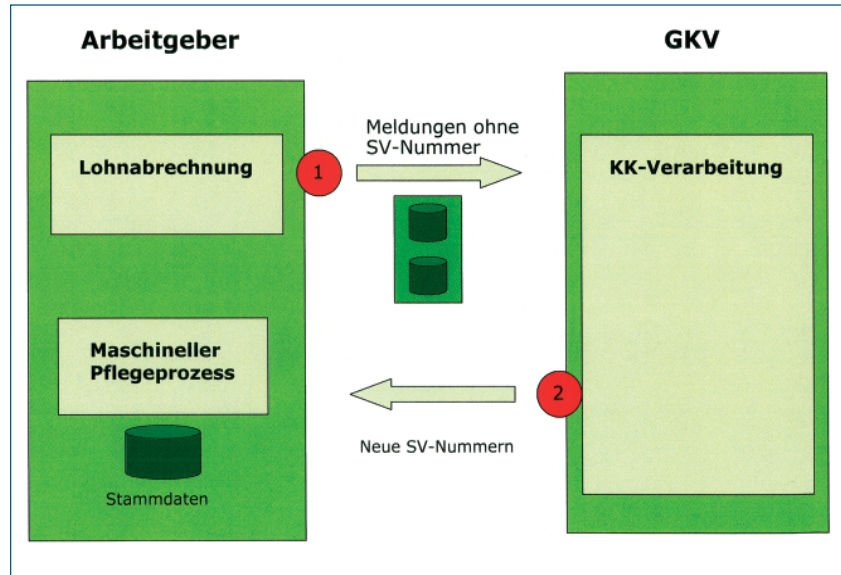 Arbeitgeber
GKV
Lohnabrechnung
1
Meldungen ohne
SV-Nummer
KK-Verarbeitung
Maschineller
Pflegeprozess
2
Neue SV-Nummern
Stammdaten